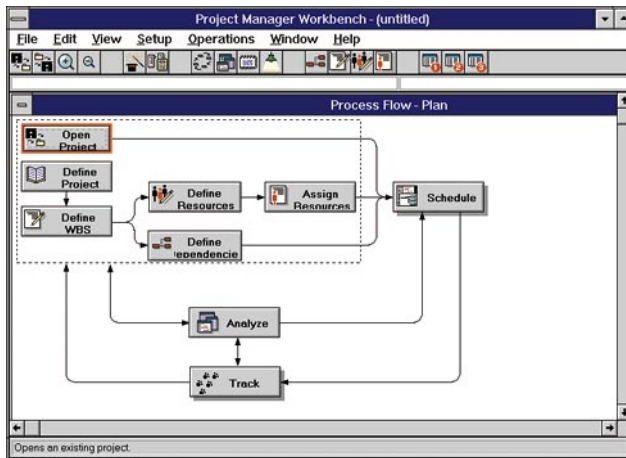 Project Manager Workbench - (untitled)
File Edit View Setup Operations Window Help
Process Flow - Plan
Open
Project
Define
Project
Define
WBS
Define
Resources
Assign
Resources
Define
ependencie
Schedule
Analyze
Track
Opens an existing project.